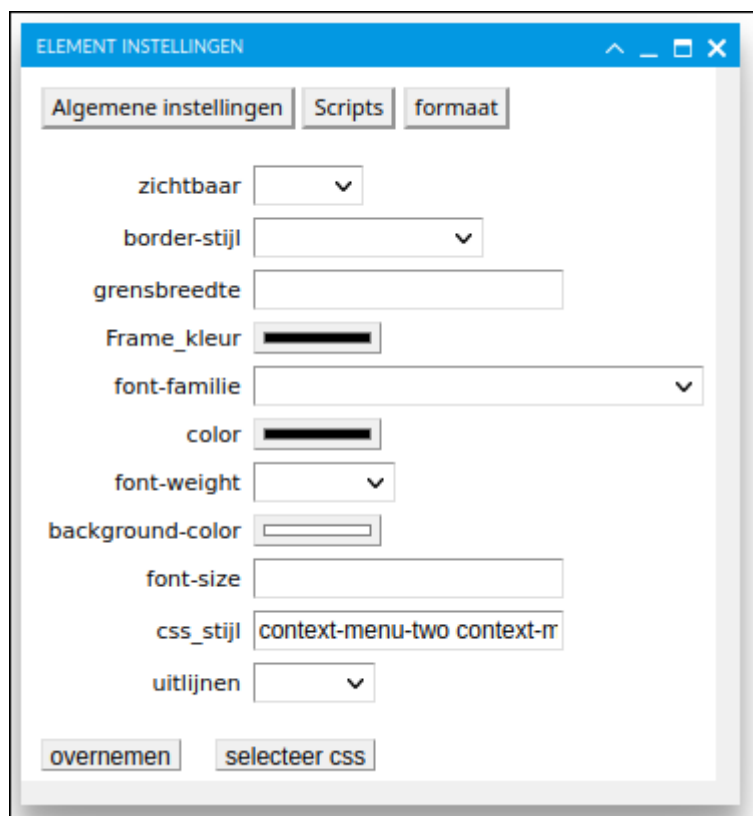 ELEMENT INSTELLINGEN
Algemene instellingen Scripts formaat
zichtbaar
border-stijl
grensbreedte
Frame_kleur
font-familie
color
font-weight
background-color
font-size
css_stijl context-menu-two context-m
uitlijnen
overnemen selecteer css